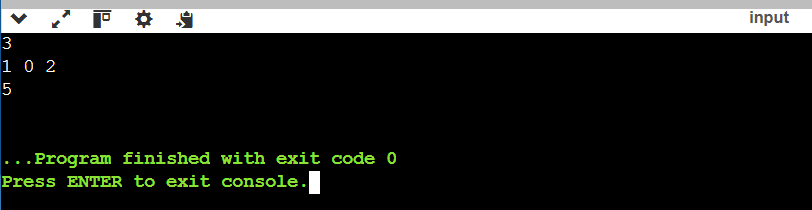 input
3
1 0 2
5
...Program finished with exit code 0
Press ENTER to exit console.